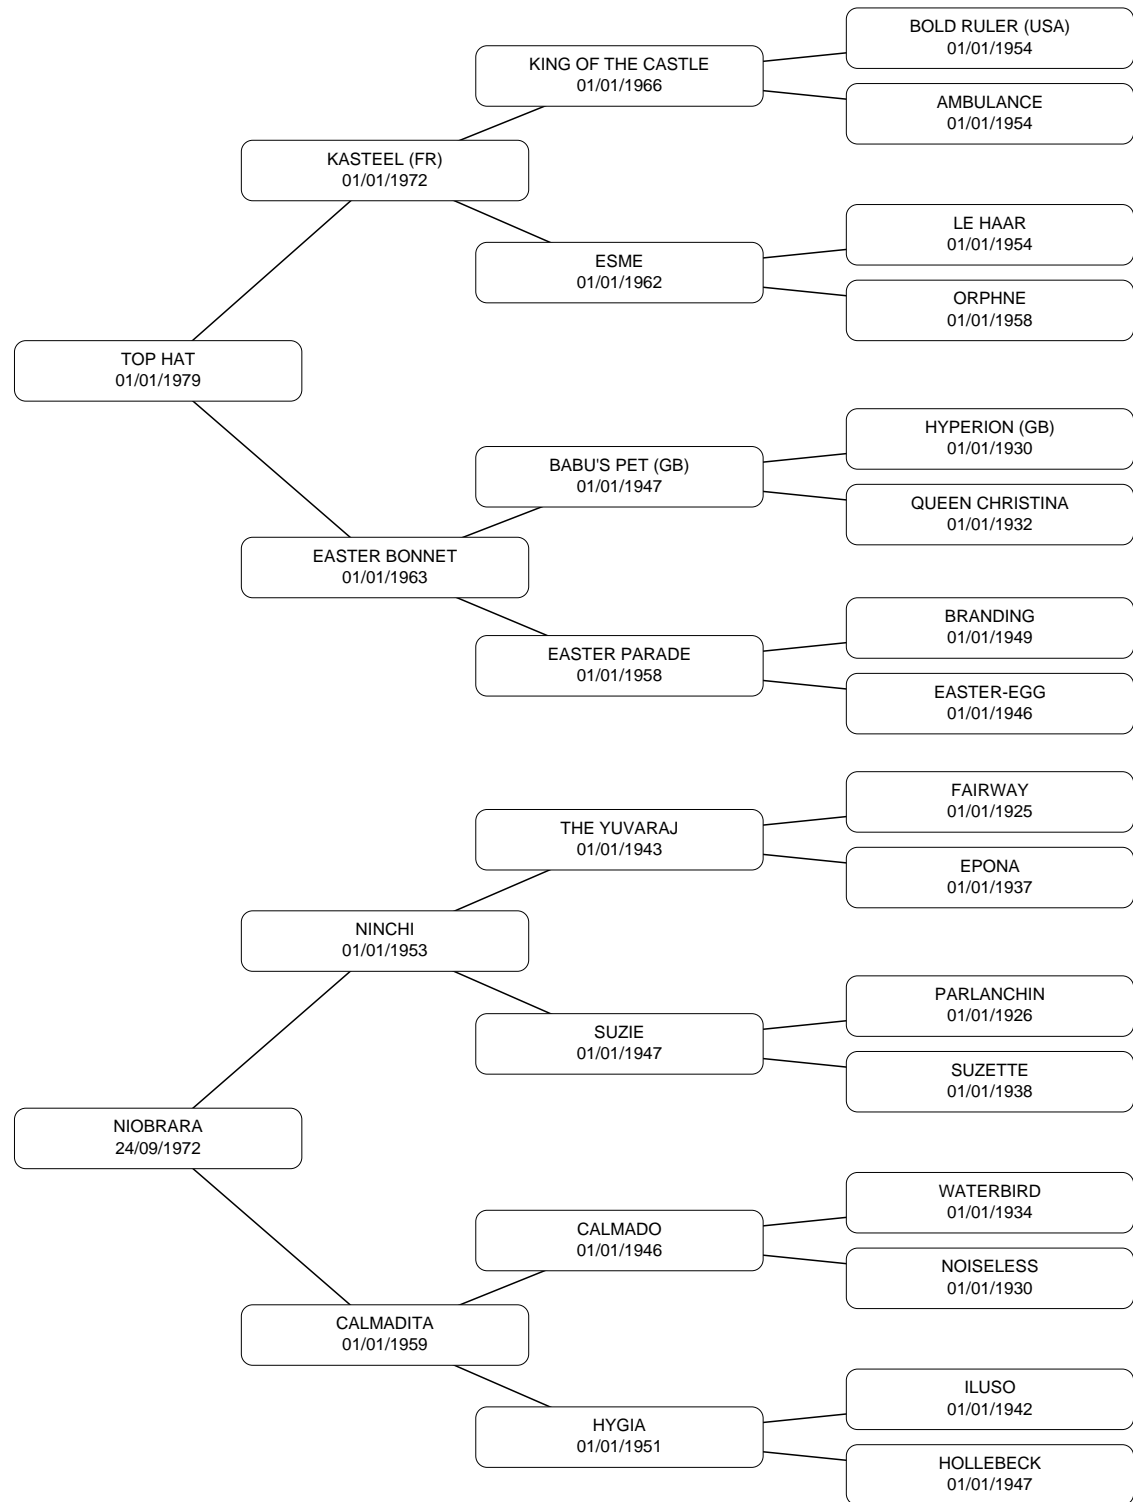 BOLD RULER (USA)
01/01/1954
KING OF THE CASTLE
01/01/1966
AMBULANCE
01/01/1954
KASTEEL (FR)
01/01/1972
LE HAAR
01/01/1954
ESME
01/01/1962
ORPHNE
01/01/1958
TOP HAT
01/01/1979
HYPERION (GB)
01/01/1930
BABU'S PET (GB)
01/01/1947
QUEEN CHRISTINA
01/01/1932
EASTER BONNET
01/01/1963
BRANDING
01/01/1949
EASTER PARADE
01/01/1958
EASTER-EGG
01/01/1946
FAIRWAY
01/01/1925
THE YUVARAJ
01/01/1943
EPONA
01/01/1937
NINCHI
01/01/1953
PARLANCHIN
01/01/1926
SUZIE
01/01/1947
SUZETTE
01/01/1938
NIOBRARA
24/09/1972
WATERBIRD
01/01/1934
CALMADO
01/01/1946
NOISELESS
01/01/1930
CALMADITA
01/01/1959
ILUSO
01/01/1942
HYGIA
01/01/1951
HOLLEBECK
01/01/1947